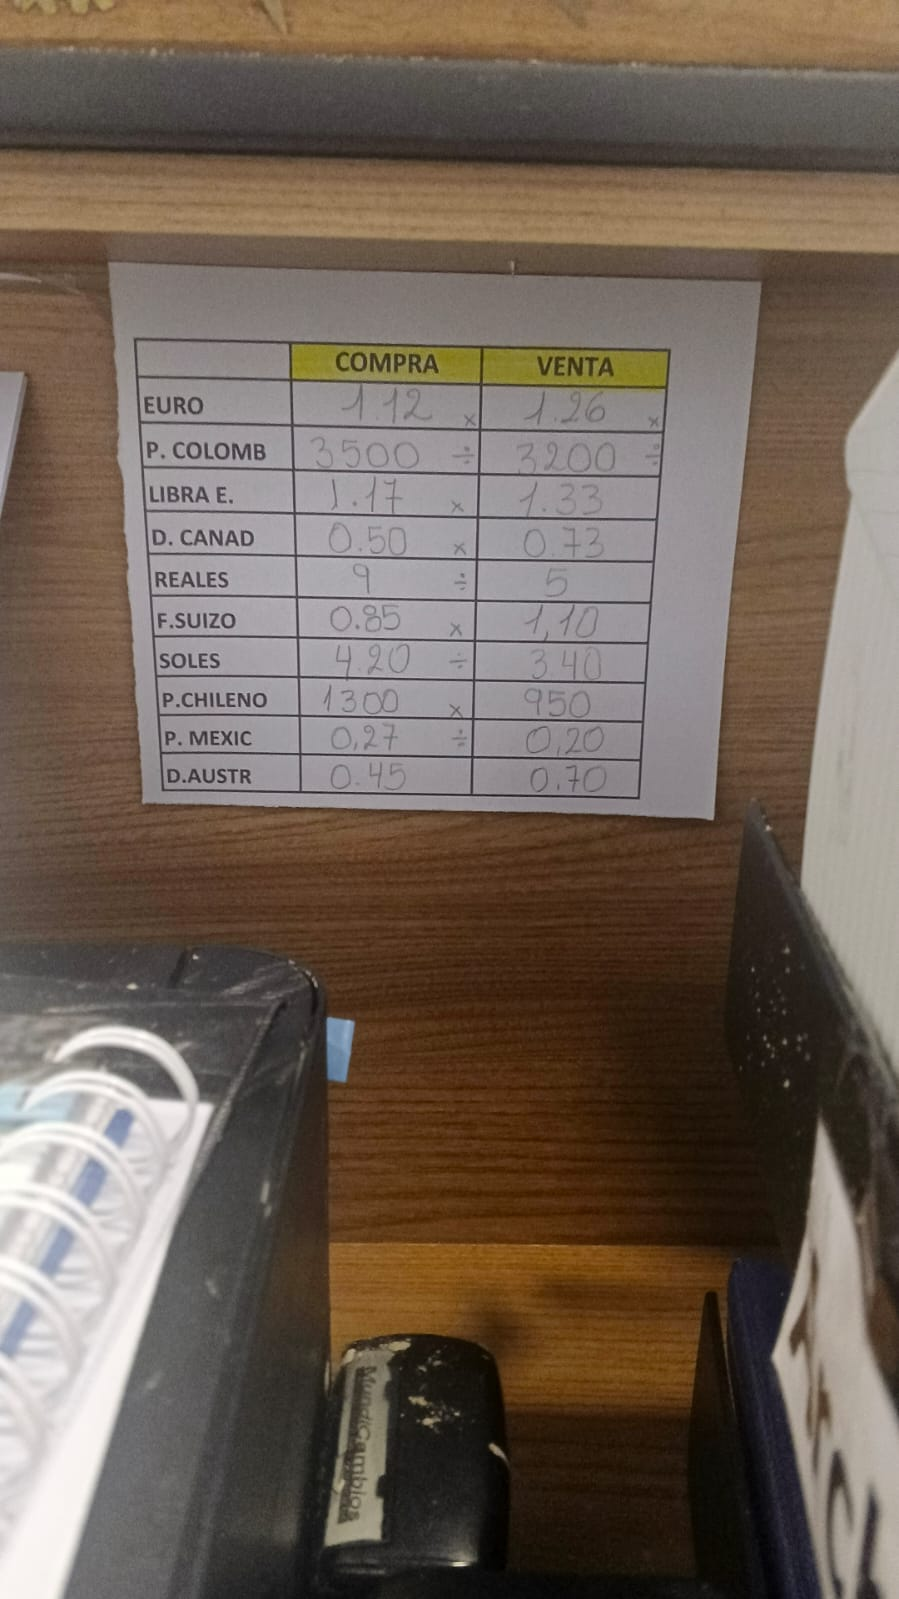 COMPRA VENTA
EURO 1.12 x 1.26 x
P. COLOMB 3500 ÷ 3200 ÷
LIBRA E. 1.17 x 1.33
D. CANAD 0.50 x 0.73
REALES 9 ÷ 5
F.SUIZO 0.85 x 1,10
SOLES 4.20 ÷ 3.40
P.CHILENO 1300 x 950
P. MEXIC 0,27 ÷ 0,20
D.AUSTR 0.45 0.70
MundiCambios